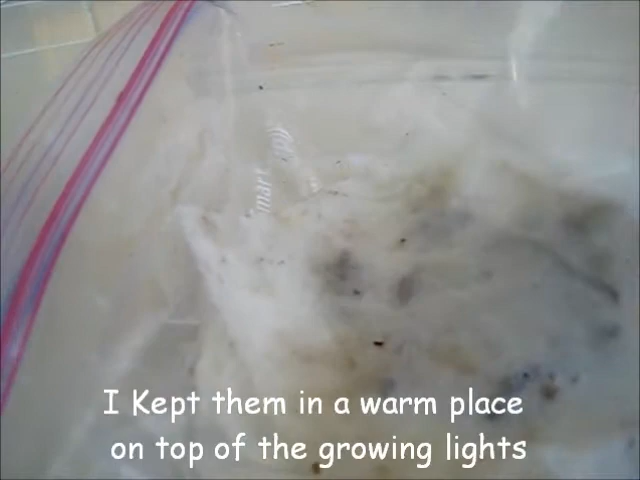 I Kept them in a warm place
on top of the growing lights